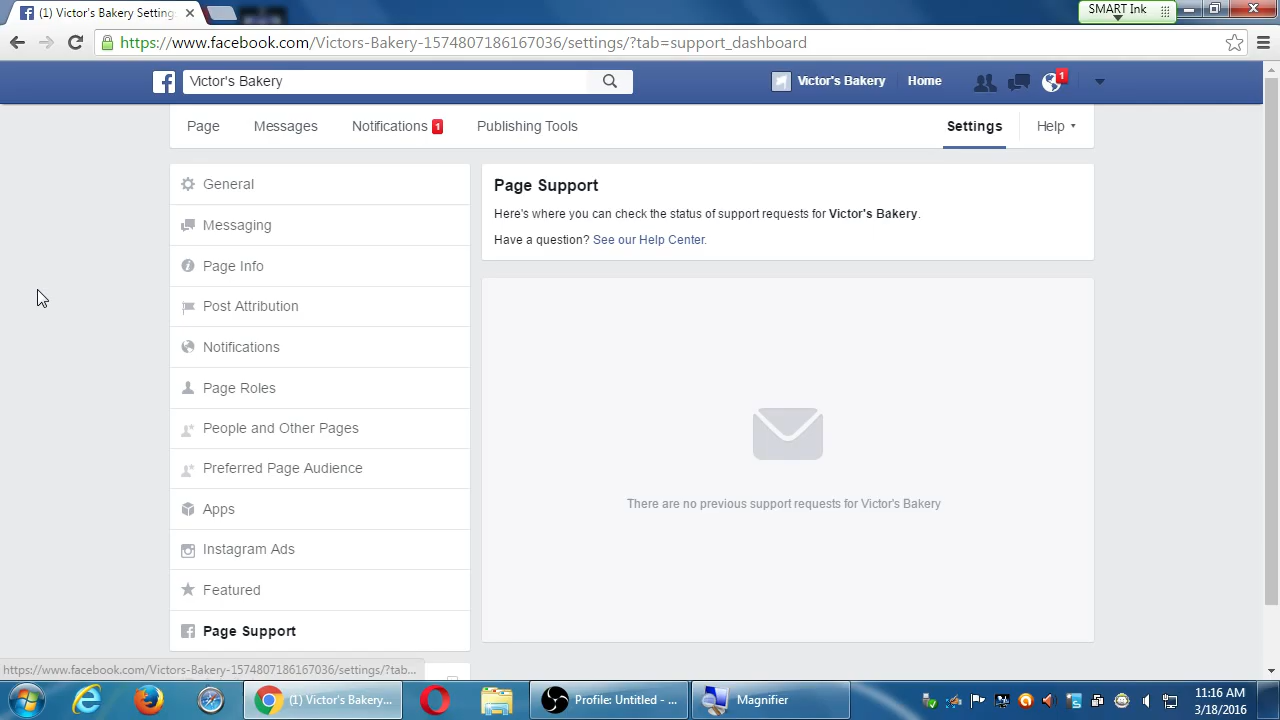 (1) Victor's Bakery Setting
SMART Ink
https://www.facebook.com/Victors-Bakery-1574807186167036/settings/?tab=support_dashboard
Victor's Bakery
Victor's Bakery
Home
1
Page
Messages
Notifications 1
Publishing Tools
Settings
Help
General
Messaging
Page Info
Post Attribution
Notifications
Page Roles
People and Other Pages
Preferred Page Audience
Apps
Instagram Ads
Featured
Page Support
Page Support
Here's where you can check the status of support requests for Victor's Bakery.
Have a question? See our Help Center.
There are no previous support requests for Victor's Bakery
https://www.facebook.com/Victors-Bakery-1574807186167036/settings/?tab...
(1) Victor's Bakery...
Profile: Untitled - ...
Magnifier
11:16 AM
3/18/2016